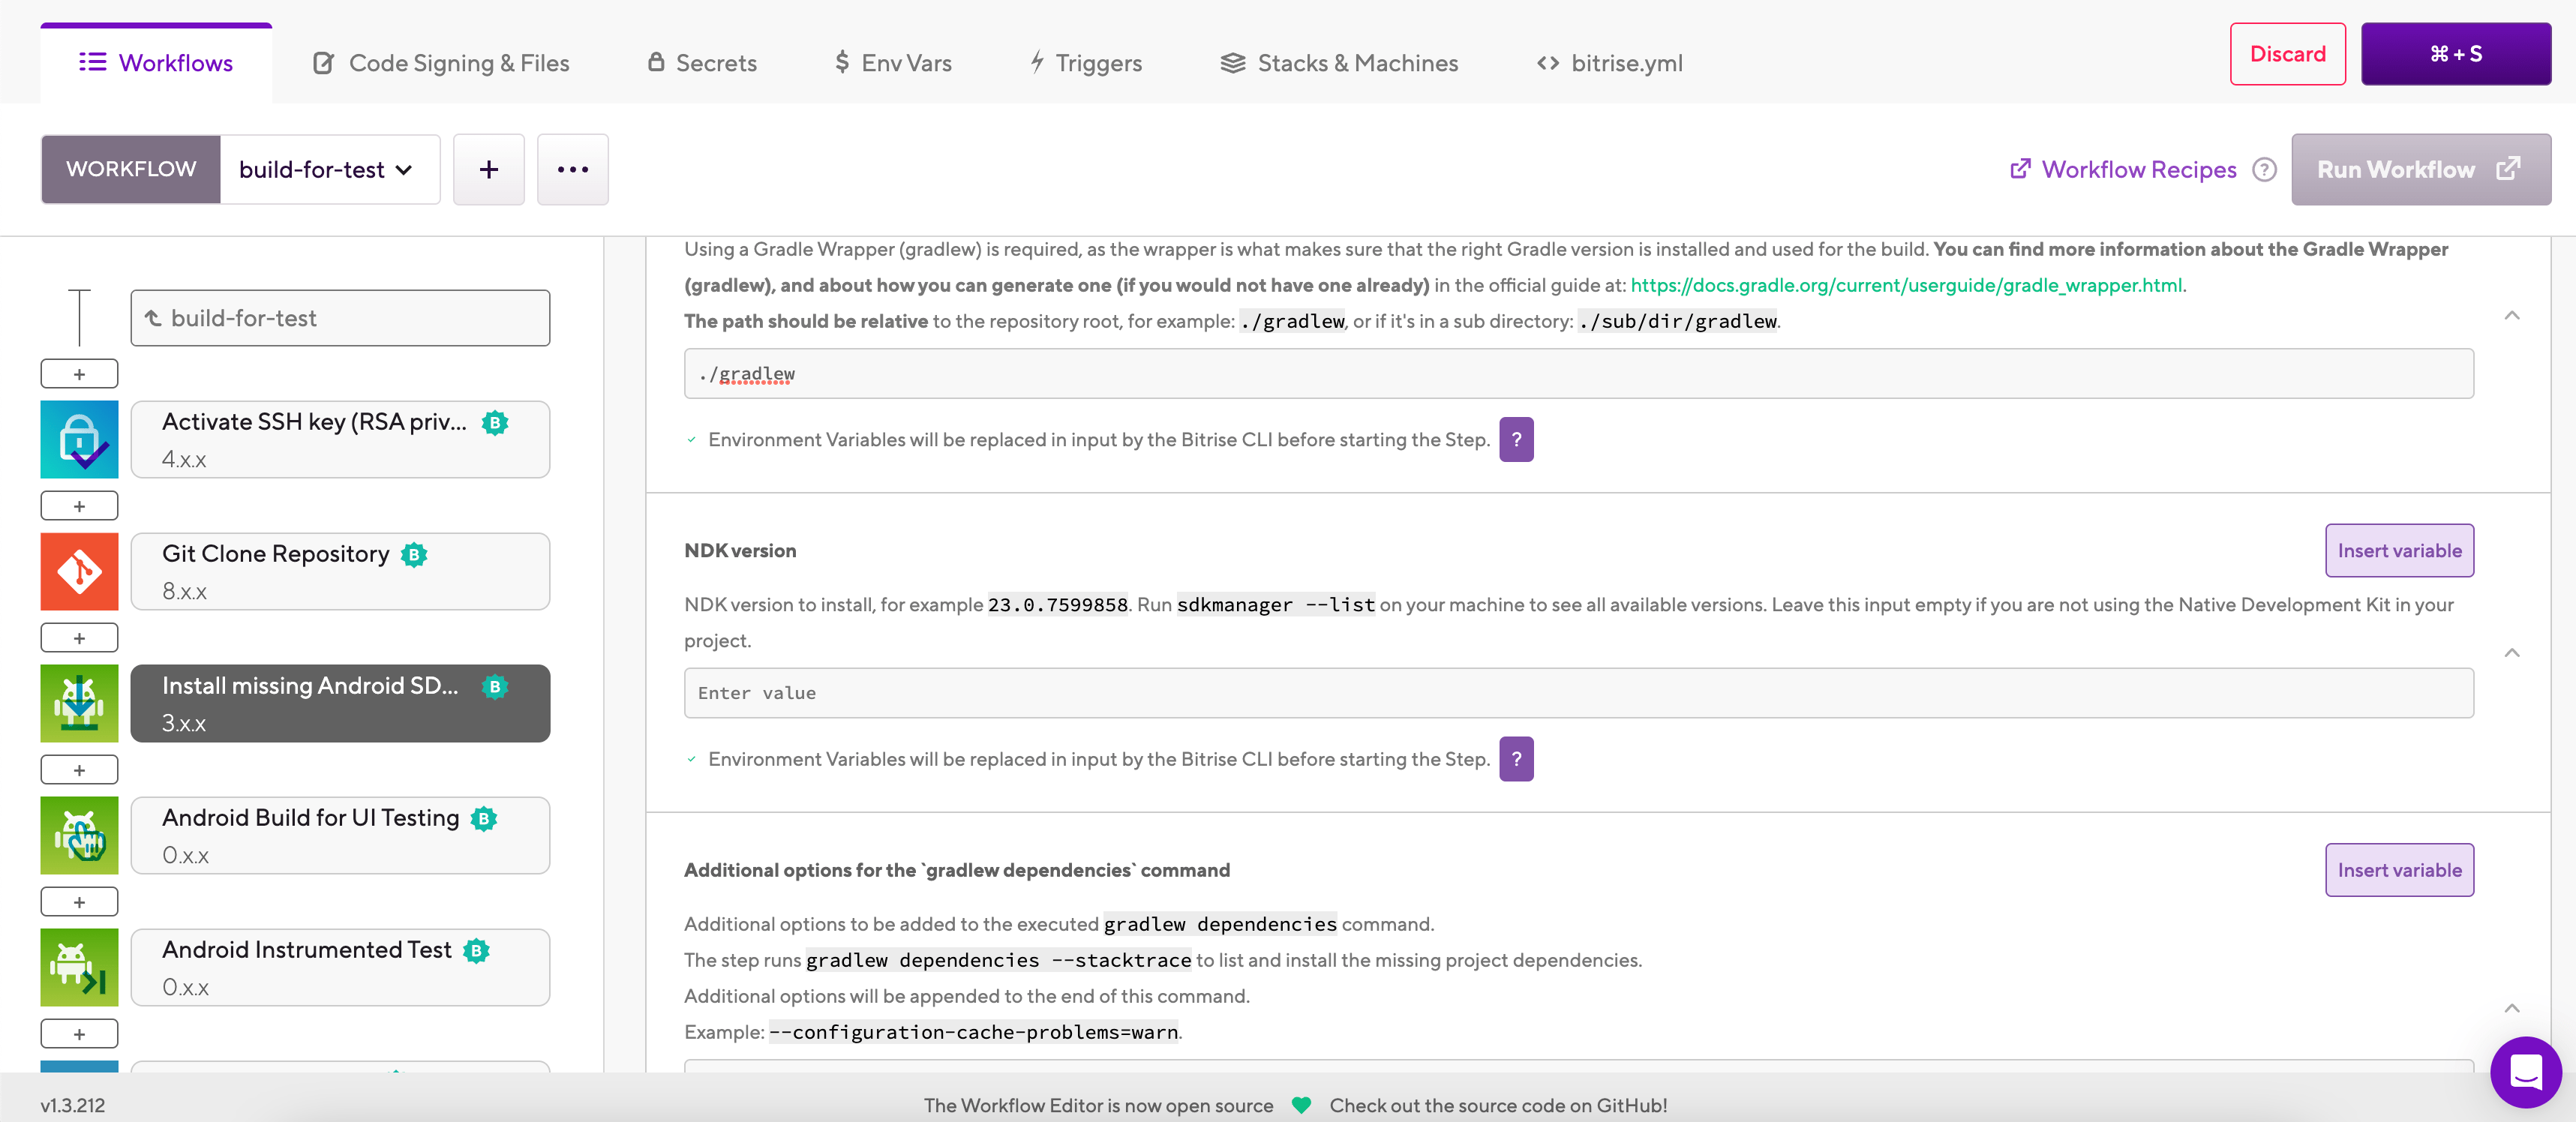 Workflows
Code Signing & Files
Secrets
Env Vars
Triggers
Stacks & Machines
bitrise.yml
Discard
⌘+S
WORKFLOW
build-for-test
+
...
Workflow Recipes
?
Run Workflow
build-for-test
+
Activate SSH key (RSA priv...
B
4.x.x
+
Git Clone Repository
B
8.x.x
+
Install missing Android SD...
B
3.x.x
+
Android Build for UI Testing
B
0.x.x
+
Android Instrumented Test
B
0.x.x
+
Using a Gradle Wrapper (gradlew) is required, as the wrapper is what makes sure that the right Gradle version is installed and used for the build. You can find more information about the Gradle Wrapper
(gradlew), and about how you can generate one (if you would not have one already) in the official guide at: https://docs.gradle.org/current/userguide/gradle_wrapper.html.
The path should be relative to the repository root, for example: ./gradlew, or if it's in a sub directory: ./sub/dir/gradlew.
./gradlew
Environment Variables will be replaced in input by the Bitrise CLI before starting the Step.
?
NDK version
Insert variable
NDK version to install, for example 23.0.7599858. Run sdkmanager --list on your machine to see all available versions. Leave this input empty if you are not using the Native Development Kit in your
project.
Enter value
Environment Variables will be replaced in input by the Bitrise CLI before starting the Step.
?
Additional options for the `gradlew dependencies` command
Insert variable
Additional options to be added to the executed gradlew dependencies command.
The step runs gradlew dependencies --stacktrace to list and install the missing project dependencies.
Additional options will be appended to the end of this command.
Example: --configuration-cache-problems=warn.
v1.3.212
The Workflow Editor is now open source
Check out the source code on GitHub!